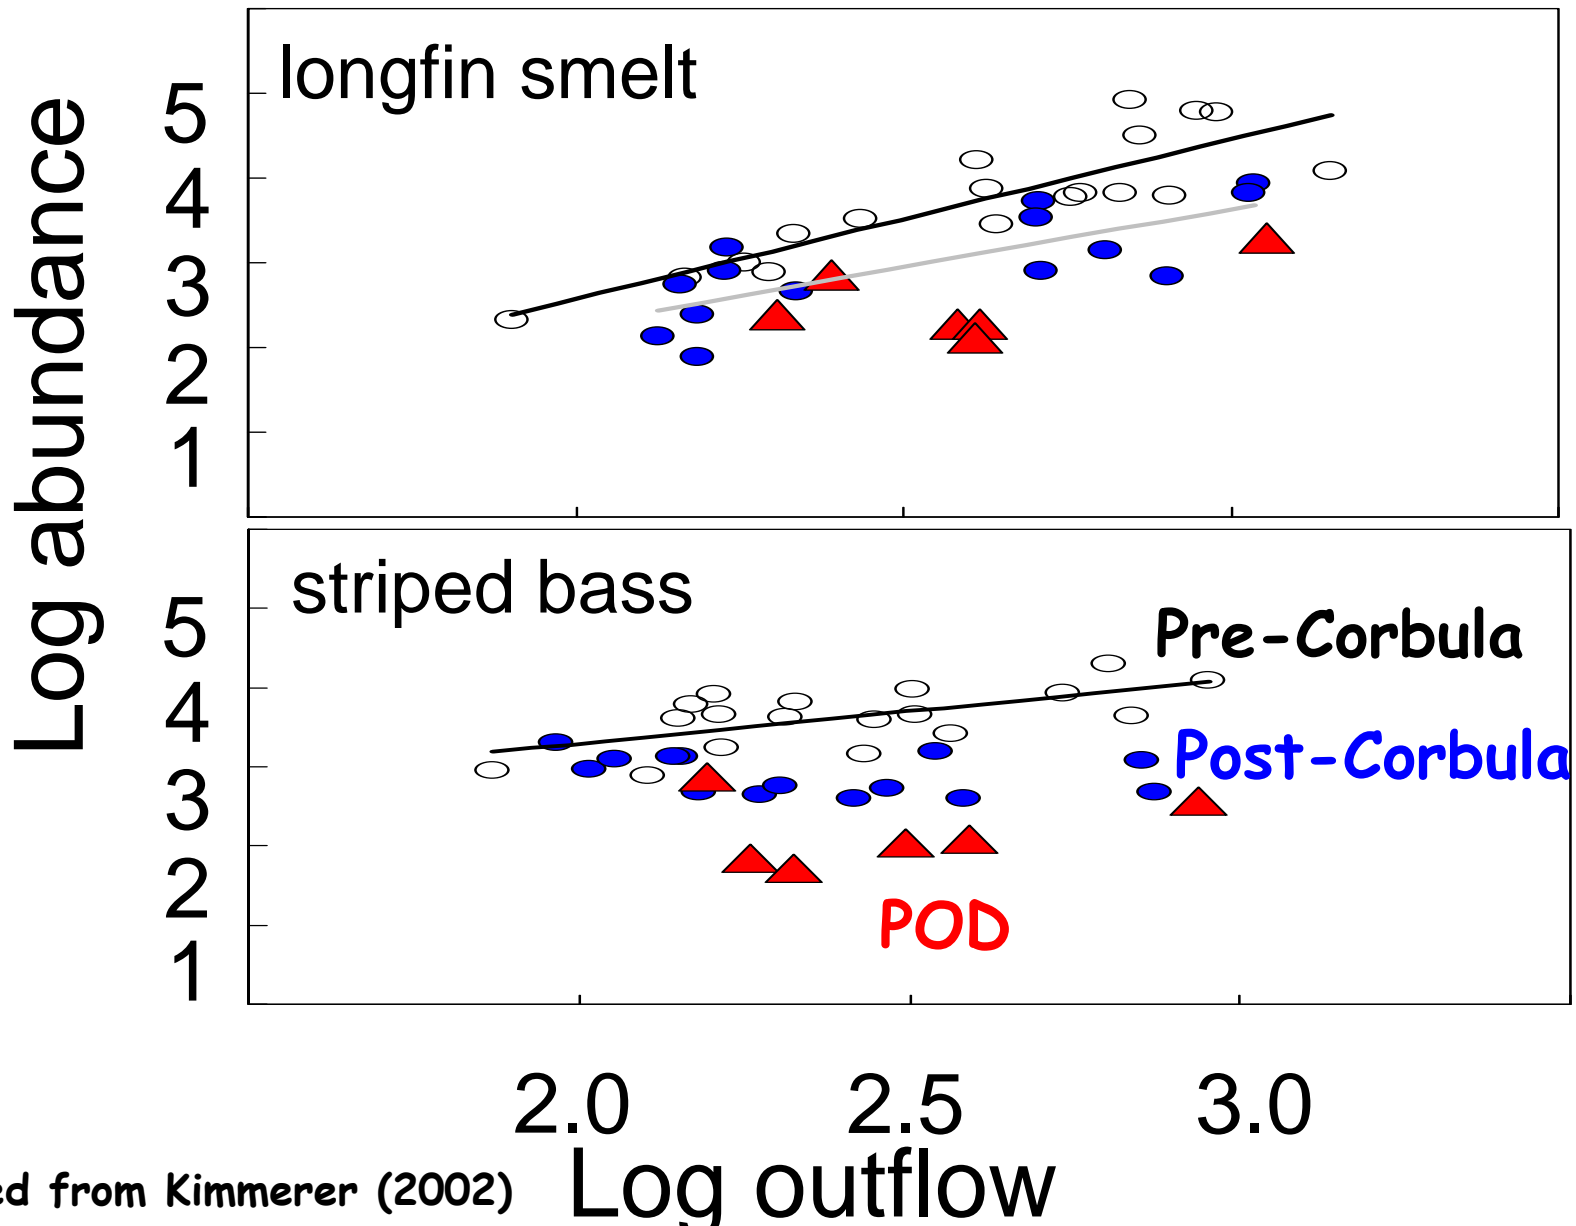 Log abundance
longfin smelt
5
4
3
2
1
striped bass
5
4
3
2
1
Pre-Corbula
Post-Corbula
POD
2.0 2.5 3.0
Log outflow
from Kimmerer (2002)